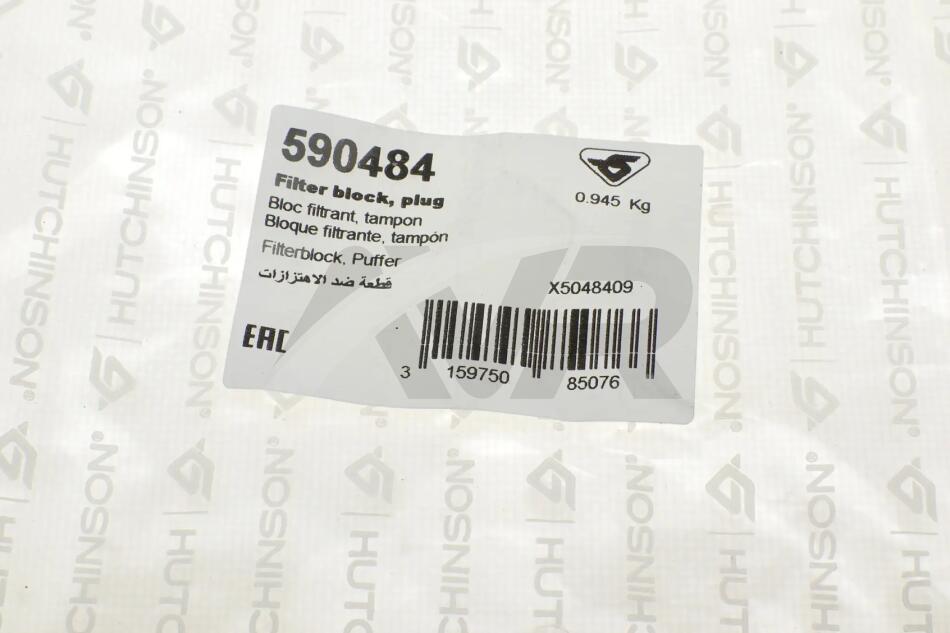 590484
Filter block, plug
Bloc filtrant, tampon
Bloque filtrante, tampón
Filterblock, Puffer
قطعة ضد الاهتزازات
EAC
0.945 Kg
X5048409
3 159750 85076
HUTCHINSON®